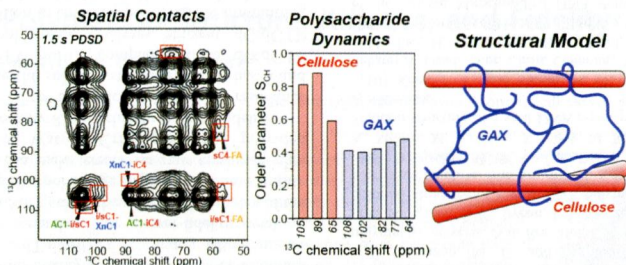 Spatial Contacts
1.5 s PDSD
50
60
70
80
90
100
110
13C chemical shift (ppm)
sC4-FA
XnC1-iC4
AC1-i/sC1
i/sC1-
XnC1
AC1-iC4
i/sC1-FA
100 90 80 70 60 50
13C chemical shift (ppm)
Polysaccharide
Dynamics
Order Parameter SCH
1.0
0.8
0.6
0.4
0.2
0.0
Cellulose
GAX
105 89 65 108 102 82 77 64
13C chemical shift (ppm)
Structural Model
GAX
Cellulose